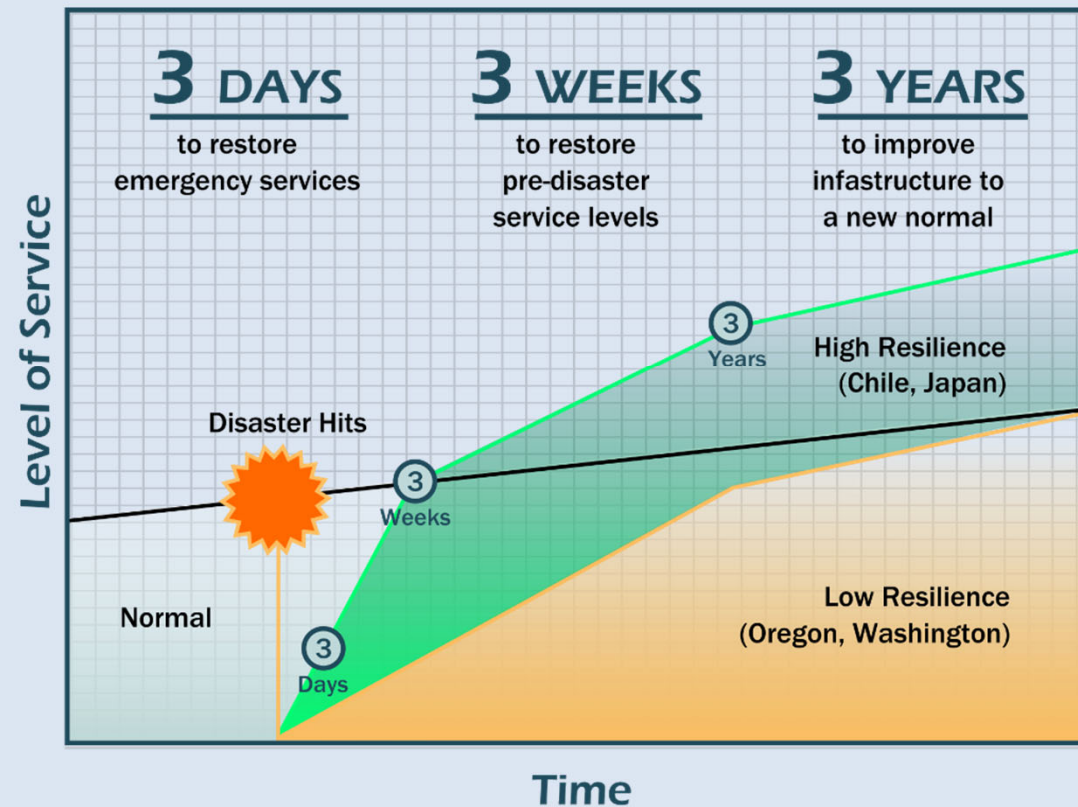 3 DAYS
to restore
emergency services
3 WEEKS
to restore
pre-disaster
service levels
3 YEARS
to improve
infastructure to
a new normal
Level of Service
3
Years
High Resilience
(Chile, Japan)
Disaster Hits
3
Weeks
Normal
Low Resilience
(Oregon, Washington)
3
Days
Time